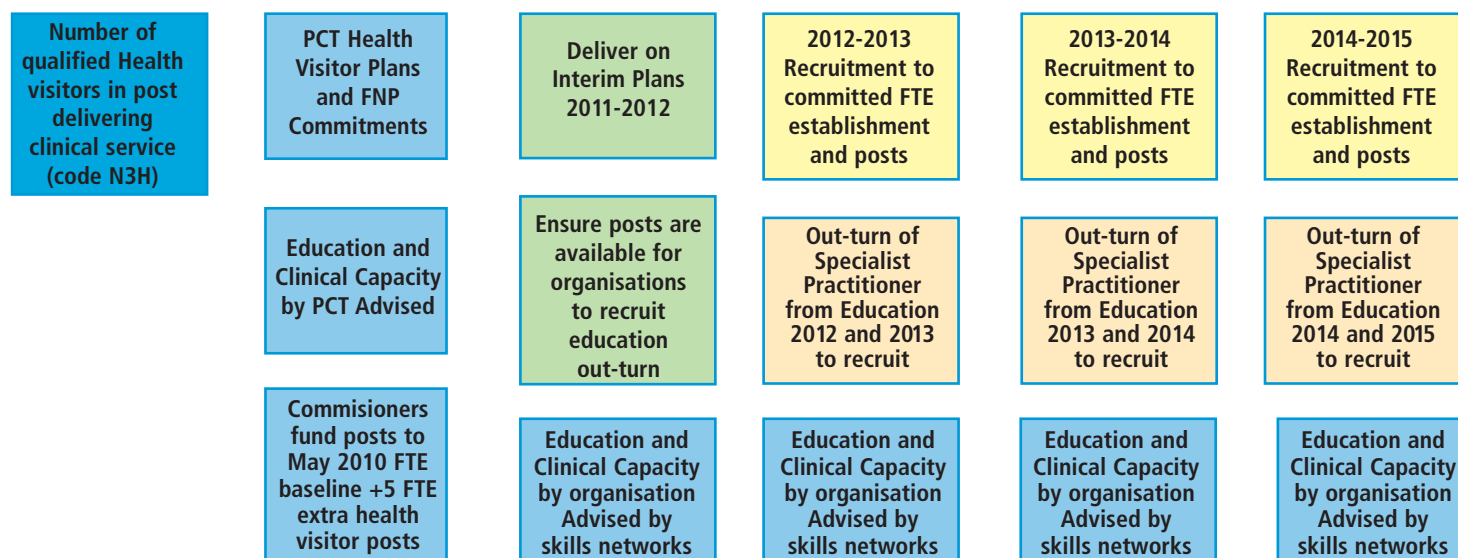 Number of
qualified Health
visitors in post
delivering
clinical service
(code N3H)
PCT Health
Visitor Plans
and FNP
Commitments
Deliver on
Interim Plans
2011-2012
2012-2013
Recruitment to
committed FTE
establishment
and posts
2013-2014
Recruitment to
committed FTE
establishment
and posts
2014-2015
Recruitment to
committed FTE
establishment
and posts
Education and
Clinical Capacity
by PCT Advised
Ensure posts are
available for
organisations
to recruit
education
out-turn
Out-turn of
Specialist
Practitioner
from Education
2012 and 2013
to recruit
Out-turn of
Specialist
Practitioner
from Education
2013 and 2014
to recruit
Out-turn of
Specialist
Practitioner
from Education
2014 and 2015
to recruit
Commisioners
fund posts to
May 2010 FTE
baseline +5 FTE
extra health
visitor posts
Education and
Clinical Capacity
by organisation
Advised by
skills networks
Education and
Clinical Capacity
by organisation
Advised by
skills networks
Education and
Clinical Capacity
by organisation
Advised by
skills networks
Education and
Clinical Capacity
by organisation
Advised by
skills networks